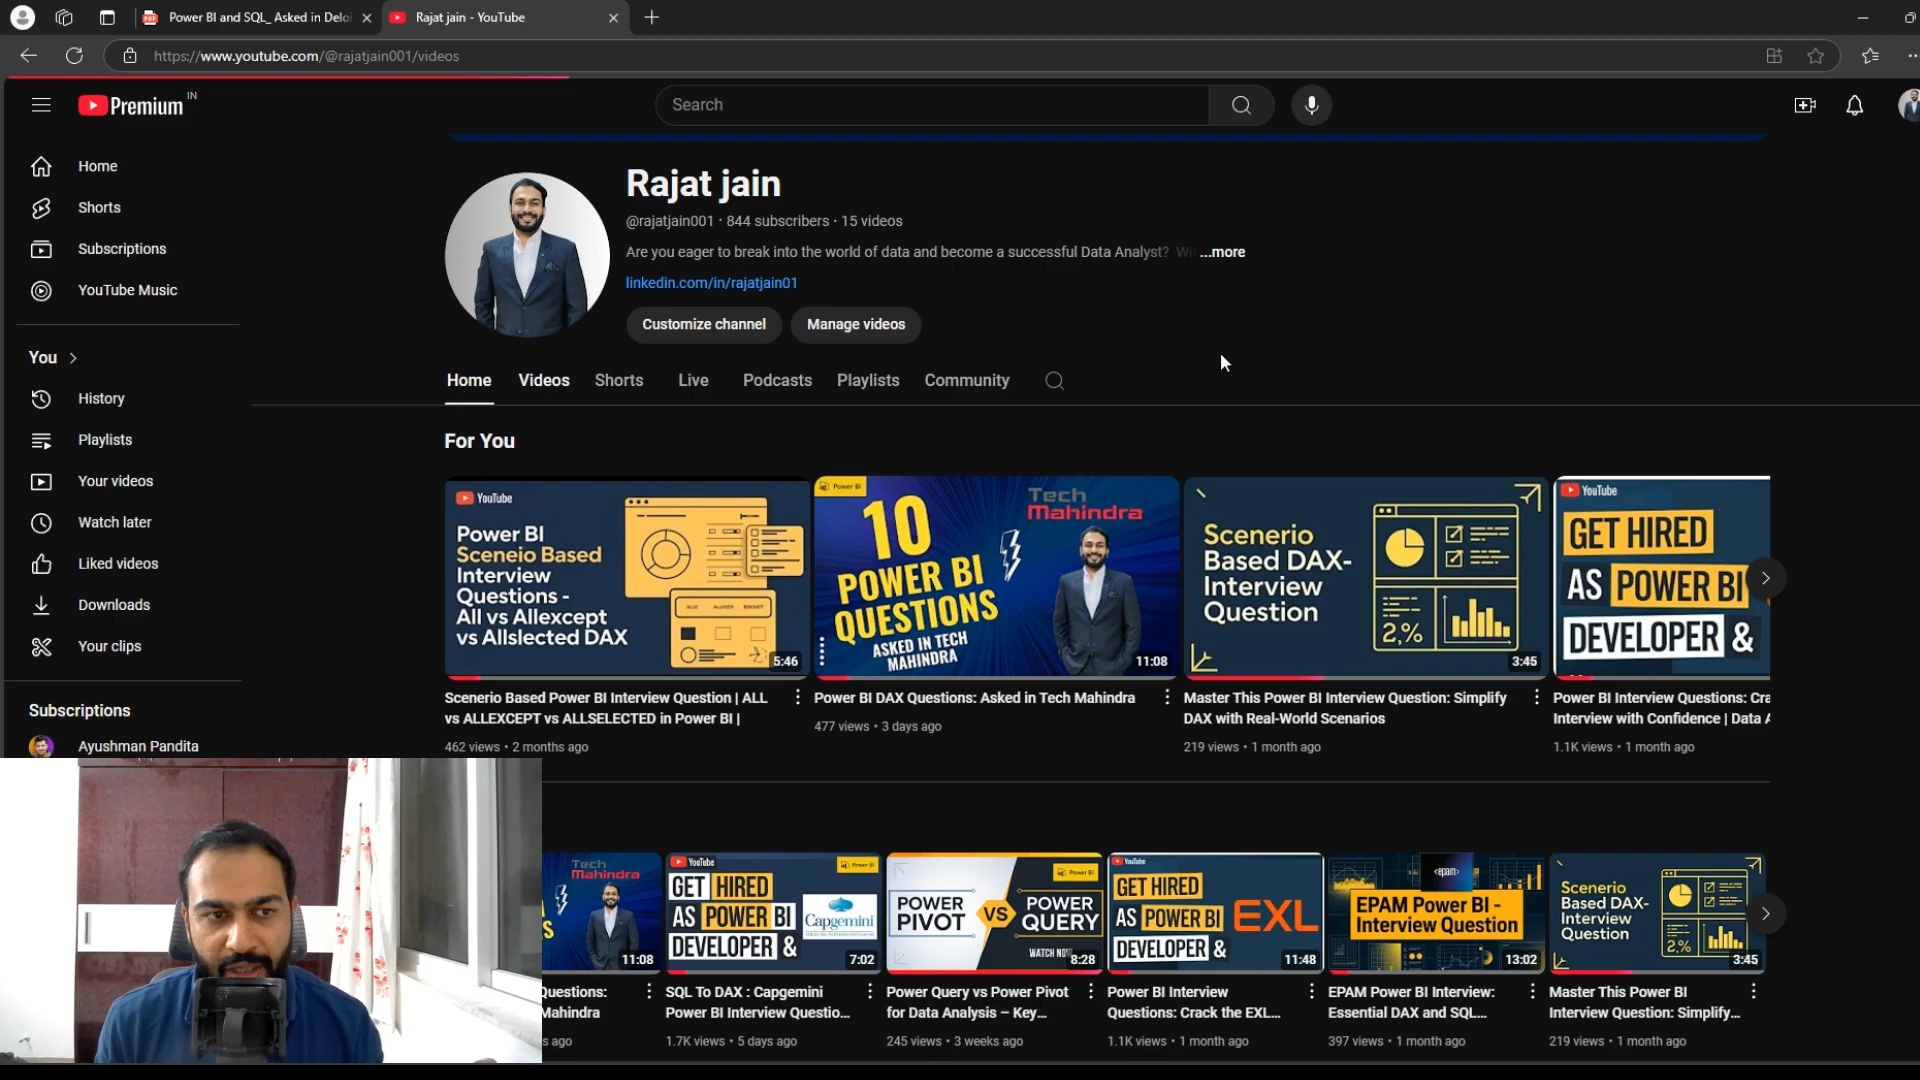 Power BI and SQL_ Asked in Deloi
Rajat jain - YouTube
https://www.youtube.com/@rajatjain001/videos
Premium IN
Search
Home
Shorts
Subscriptions
YouTube Music
You
History
Playlists
Your videos
Watch later
Liked videos
Downloads
Your clips
Subscriptions
Ayushman Pandita
Rajat jain
@rajatjain001 · 844 subscribers · 15 videos
Are you eager to break into the world of data and become a successful Data Analyst? Wi ...more
linkedin.com/in/rajatjain01
Customize channel
Manage videos
Home Videos Shorts Live Podcasts Playlists Community
For You
YouTube
Power BI
Sceneio Based
Interview
Questions -
All vs Allexcept
vs Allslected DAX
5:46
Scenerio Based Power BI Interview Question | ALL
vs ALLEXCEPT vs ALLSELECTED in Power BI |
462 views · 2 months ago
Power BI
Tech
Mahindra
10
POWER BI
QUESTIONS
ASKED IN TECH
MAHINDRA
11:08
Power BI DAX Questions: Asked in Tech Mahindra
477 views · 3 days ago
Scenerio
Based DAX-
Interview
Question
2,%
3:45
Master This Power BI Interview Question: Simplify
DAX with Real-World Scenarios
219 views · 1 month ago
YouTube
GET HIRED
AS POWER BI
DEVELOPER &
Power BI Interview Questions: Cra
Interview with Confidence | Data A
1.1K views · 1 month ago
Tech
Mahindra
S
11:08
Questions:
Mahindra
s ago
YouTube
Power BI
GET HIRED
AS POWER BI
DEVELOPER &
Capgemini
7:02
SQL To DAX : Capgemini
Power BI Interview Questio...
1.7K views · 5 days ago
Power BI
POWER
PIVOT
VS
POWER
QUERY
WATCH NOW
8:28
Power Query vs Power Pivot
for Data Analysis – Key...
245 views · 3 weeks ago
YouTube
GET HIRED
AS POWER BI
DEVELOPER &
EXL
11:48
Power BI Interview
Questions: Crack the EXL...
1.1K views · 1 month ago
<epam>
EPAM Power BI -
Interview Question
13:02
EPAM Power BI Interview:
Essential DAX and SQL...
397 views · 1 month ago
Scenerio
Based DAX-
Interview
Question
2,%
3:45
Master This Power BI
Interview Question: Simplify...
219 views · 1 month ago